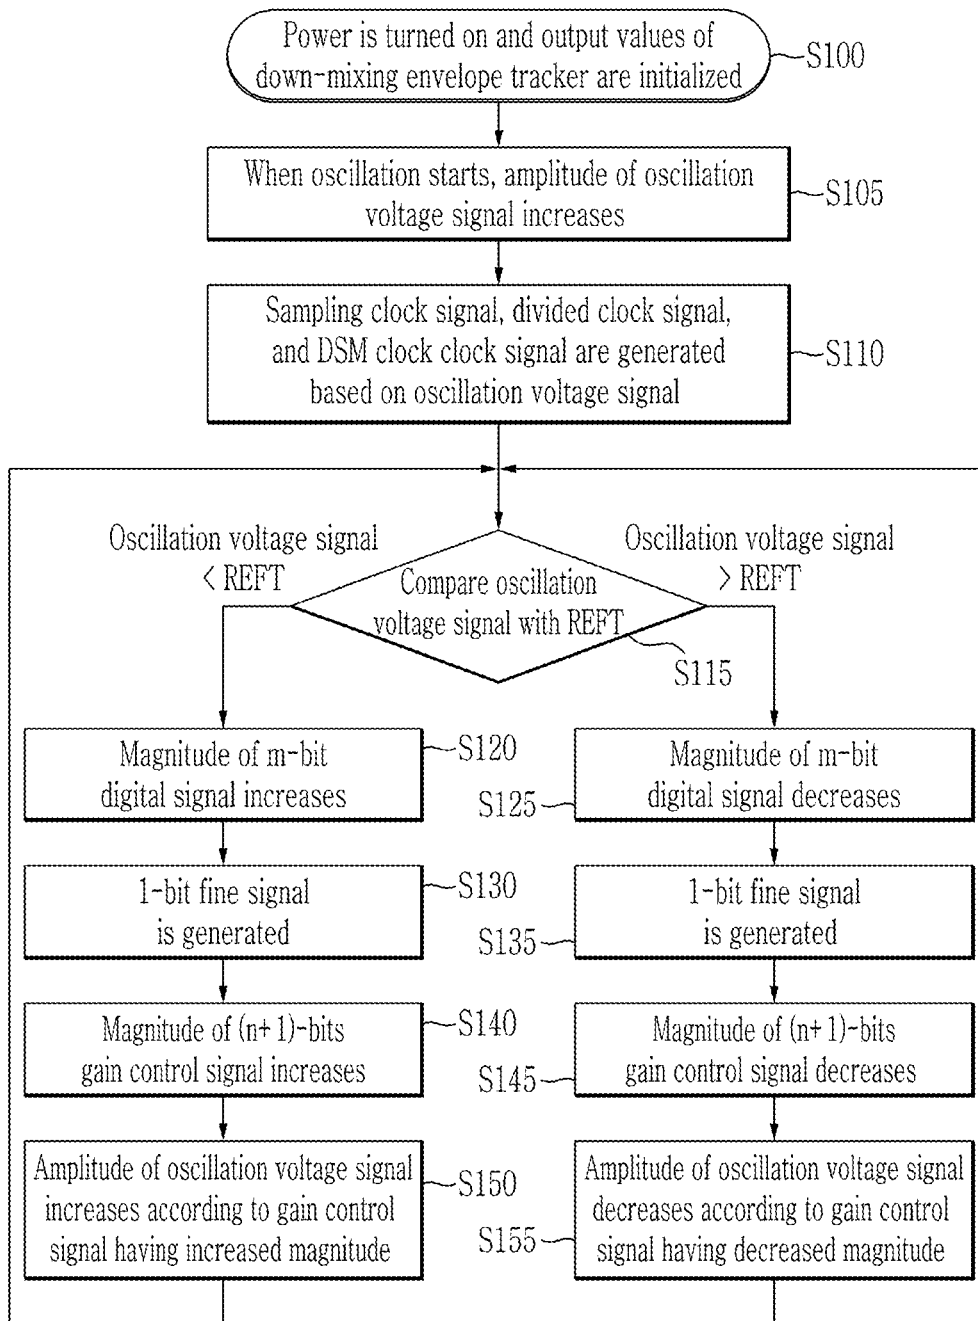 Power is turned on and output values of
down-mixing envelope tracker are initialized
S100
When oscillation starts, amplitude of oscillation
voltage signal increases
S105
Sampling clock signal, divided clock signal,
and DSM clock clock signal are generated
based on oscillation voltage signal
S110
Oscillation voltage signal
< REFT
Oscillation voltage signal
> REFT
Compare oscillation
voltage signal with REFT
S115
Magnitude of m-bit
digital signal increases
S120
Magnitude of m-bit
digital signal decreases
S125
1-bit fine signal
is generated
S130
1-bit fine signal
is generated
S135
Magnitude of (n+1)-bits
gain control signal increases
S140
Magnitude of (n+1)-bits
gain control signal decreases
S145
Amplitude of oscillation voltage signal
increases according to gain control
signal having increased magnitude
S150
Amplitude of oscillation voltage signal
decreases according to gain control
signal having decreased magnitude
S155